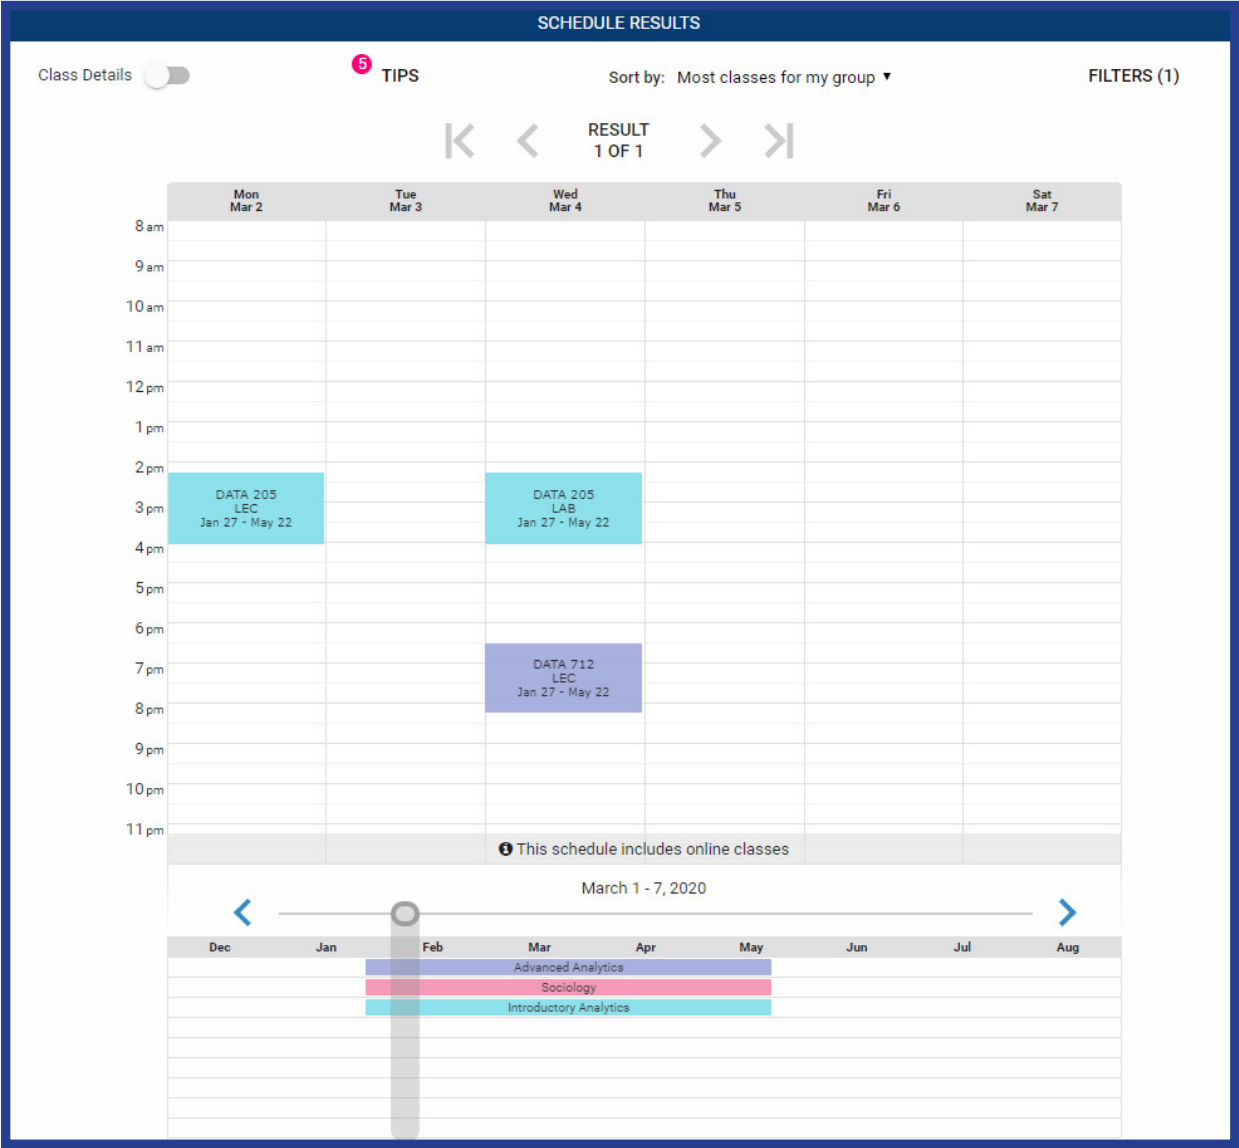 SCHEDULE RESULTS
Class Details
5 TIPS
Sort by: Most classes for my group ▼
FILTERS (1)
RESULT
1 OF 1
Mon Tue Wed Thu Fri Sat
Mar 2 Mar 3 Mar 4 Mar 5 Mar 6 Mar 7
8 am
9 am
10 am
11 am
12 pm
1 pm
2 pm
DATA 205 DATA 205
3 pm LEC LAB
Jan 27 - May 22 Jan 27 - May 22
4 pm
5 pm
6 pm
7 pm DATA 712
LEC
Jan 27 - May 22
8 pm
9 pm
10 pm
11 pm
This schedule includes online classes
March 1 - 7, 2020
Dec Jan Feb Mar Apr May Jun Jul Aug
Advanced Analytics
Sociology
Introductory Analytics